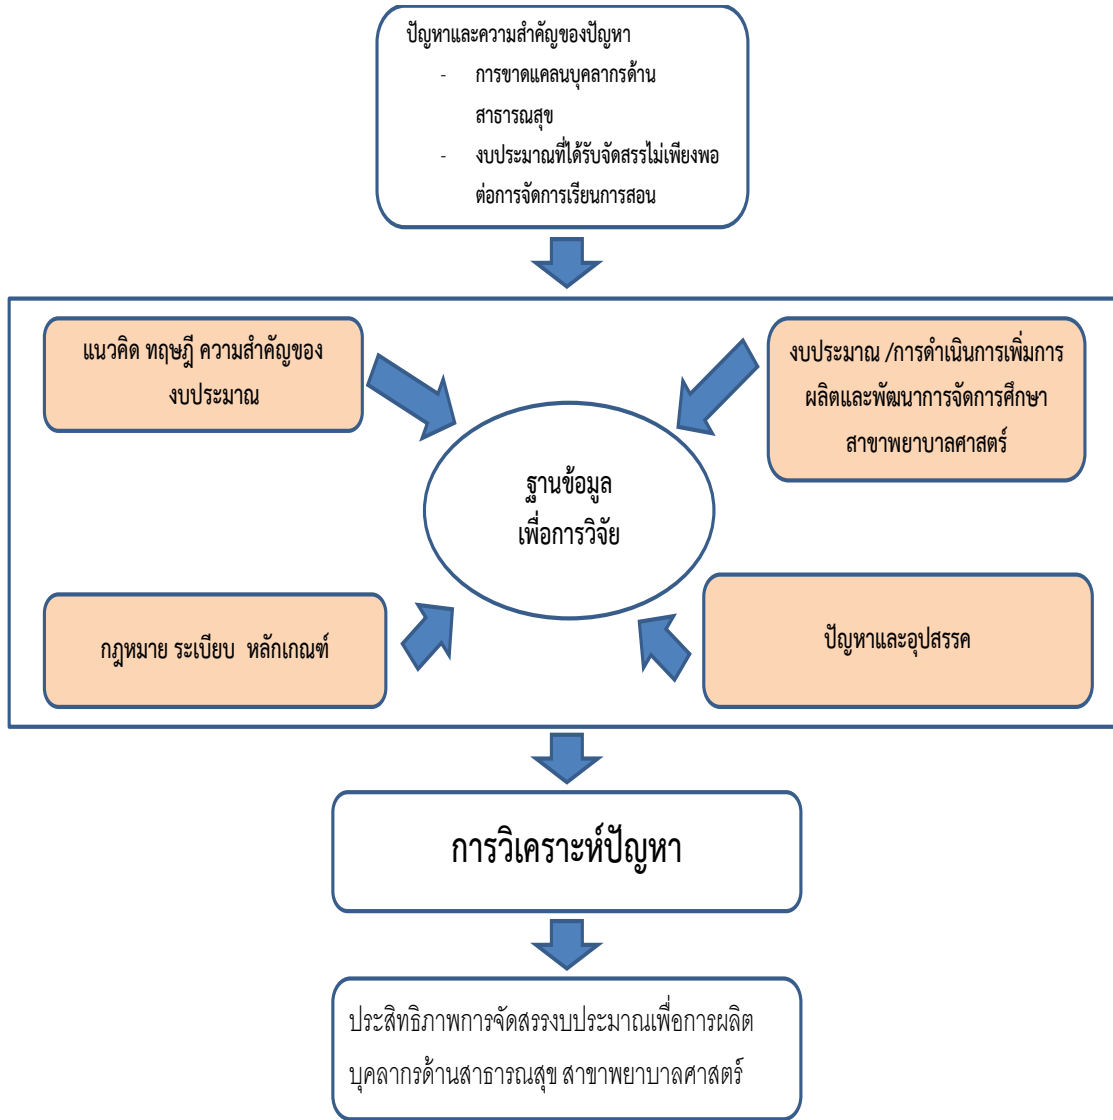 ปัญหาและความสำคัญของปัญหา
- การขาดแคลนบุคลากรด้าน
สาธารณสุข
- งบประมาณที่ได้รับจัดสรรไม่เพียงพอ
ต่อการจัดการเรียนการสอน
แนวคิด ทฤษฎี ความสำคัญของ
งบประมาณ
งบประมาณ /การดำเนินการเพิ่มการ
ผลิตและพัฒนาการจัดการศึกษา
สาขาพยาบาลศาสตร์
ฐานข้อมูล
เพื่อการวิจัย
กฎหมาย ระเบียบ หลักเกณฑ์
ปัญหาและอุปสรรค
การวิเคราะห์ปัญหา
ประสิทธิภาพการจัดสรรงบประมาณเพื่อการผลิต
บุคลากรด้านสาธารณสุข สาขาพยาบาลศาสตร์